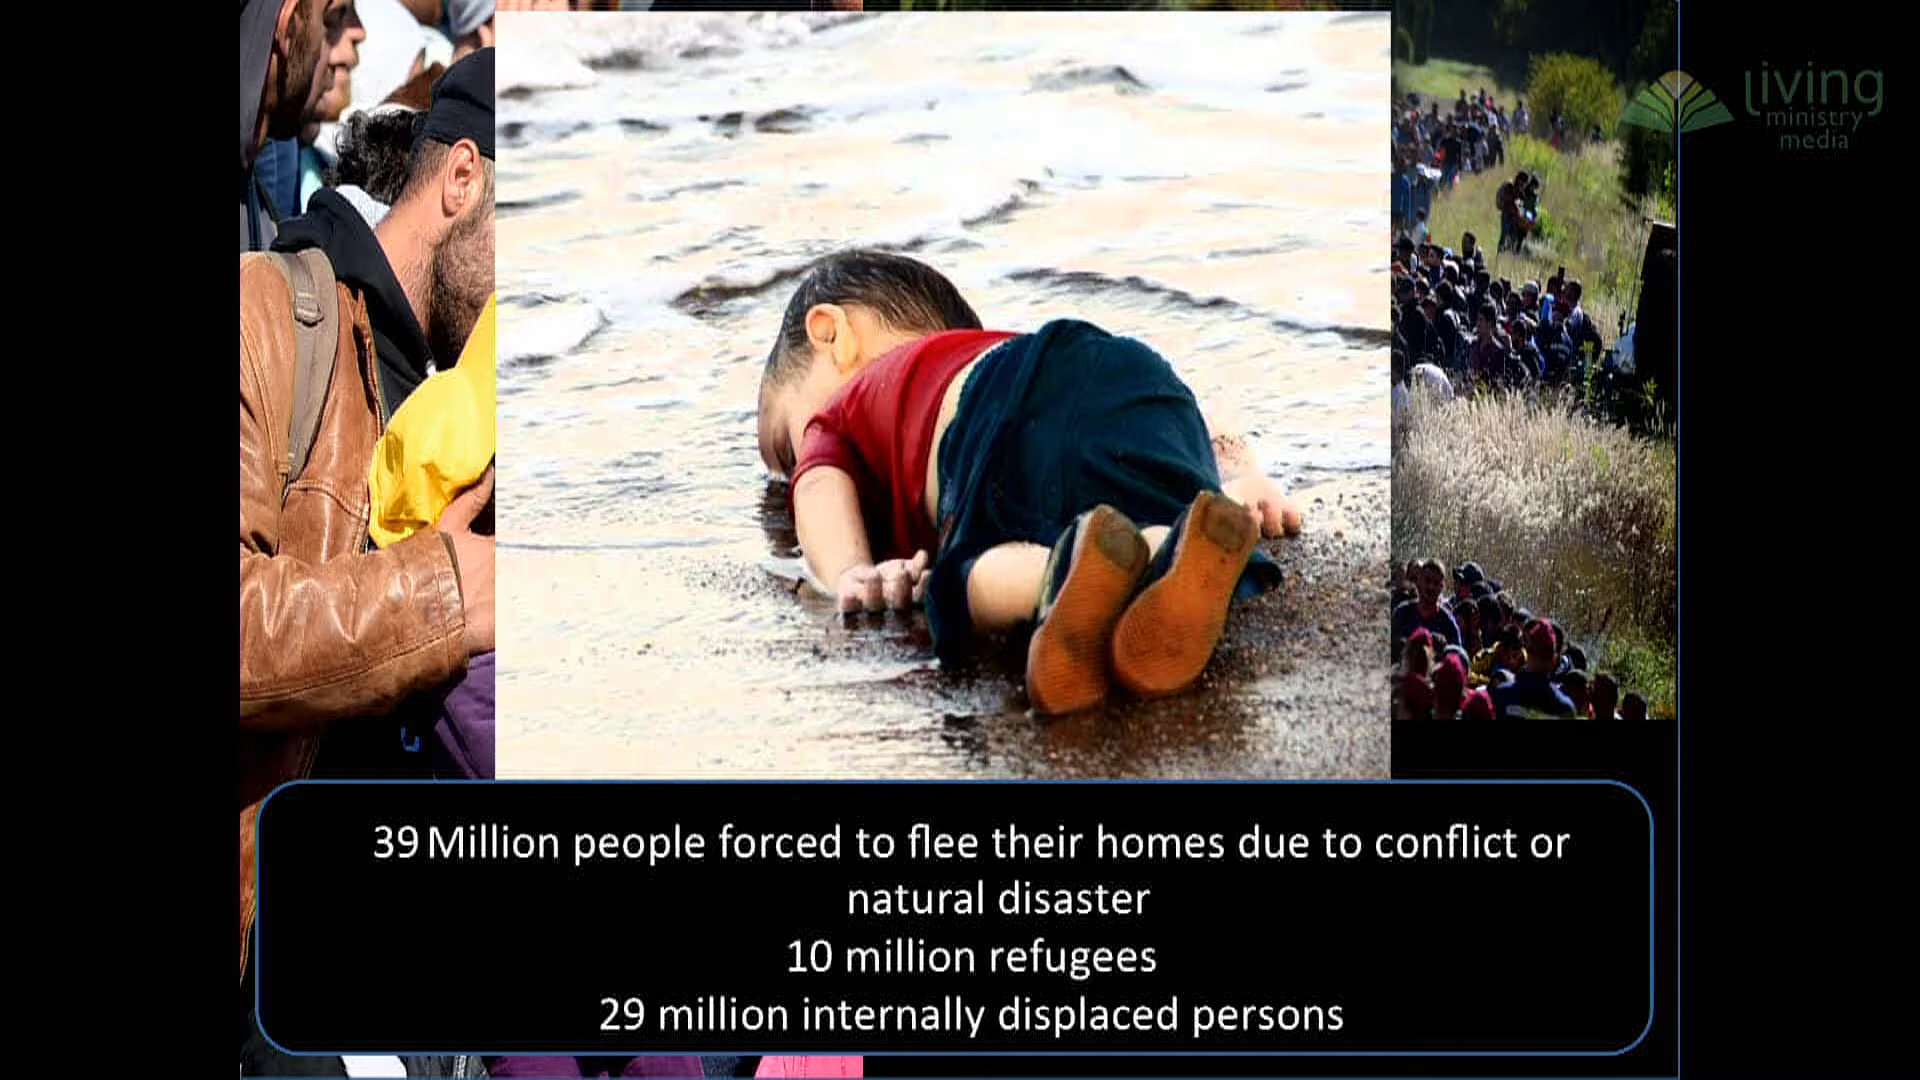 living
ministry
media
39 Million people forced to flee their homes due to conflict or
natural disaster
10 million refugees
29 million internally displaced persons